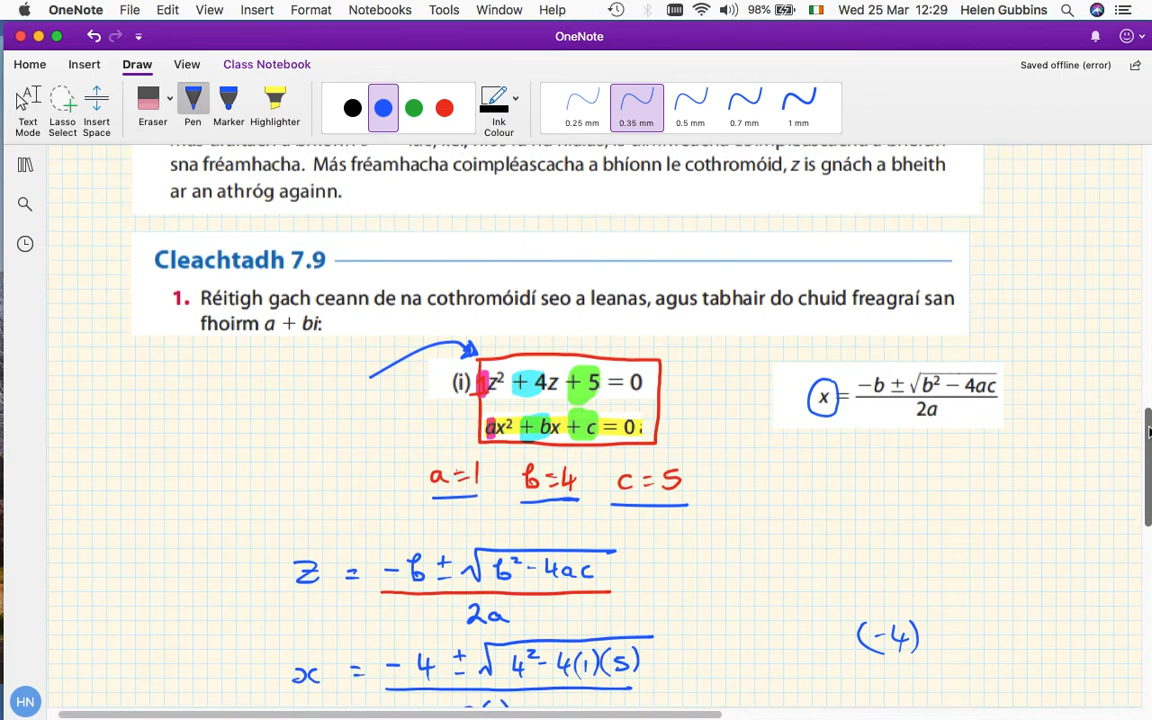 OneNote File Edit View Insert Format Notebooks Tools Window Help 98% Wed 25 Mar 12:29 Helen Gubbins
OneNote
Home Insert Draw View Class Notebook Saved offline (error)
Text Mode Lasso Select Insert Space Eraser Pen Marker Highlighter Ink Colour 0.25 mm 0.35 mm 0.5 mm 0.7 mm 1 mm
sna fréamhacha. Más fréamhacha coimpléascacha a bhíonn le cothromóid, z is gnách a bheith
ar an athróg againn.
Cleachtadh 7.9
1. Réitigh gach ceann de na cothromóidí seo a leanas, agus tabhair do chuid freagraí san
fhoirm a + bi:
(i) 1z² + 4z + 5 = 0
ax² + bx + c = 0
x = −b ± √b² − 4ac / 2a
a = 1 b = 4 c = 5
z = −b ± √b² − 4ac
2a
(−4)
x = −4 ± √4² − 4(1)(5)
HN